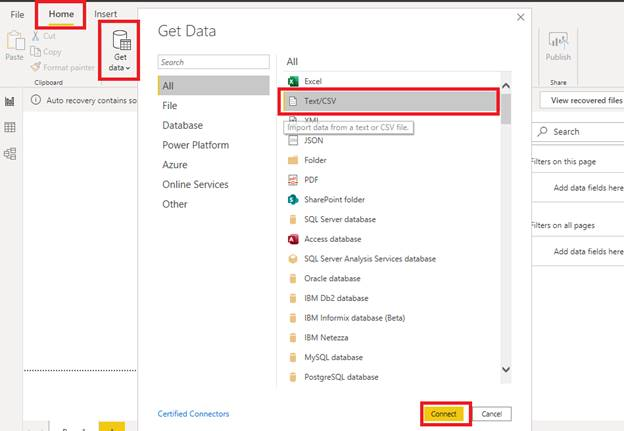 File
Home
Insert
Paste
Cut
Copy
Format painter
Clipboard
Get
data
Auto recovery contains so
Get Data
Search
All
File
Database
Power Platform
Azure
Online Services
Other
All
Excel
Text/CSV
XML
Import data from a text or CSV file.
JSON
Folder
PDF
SharePoint folder
SQL Server database
Access database
SQL Server Analysis Services database
Oracle database
IBM Db2 database
IBM Informix database (Beta)
IBM Netezza
MySQL database
PostgreSQL database
Certified Connectors
Connect
Cancel
Publish
Share
View recovered files
Search
Filters on this page
Add data fields here
Filters on all pages
Add data fields here